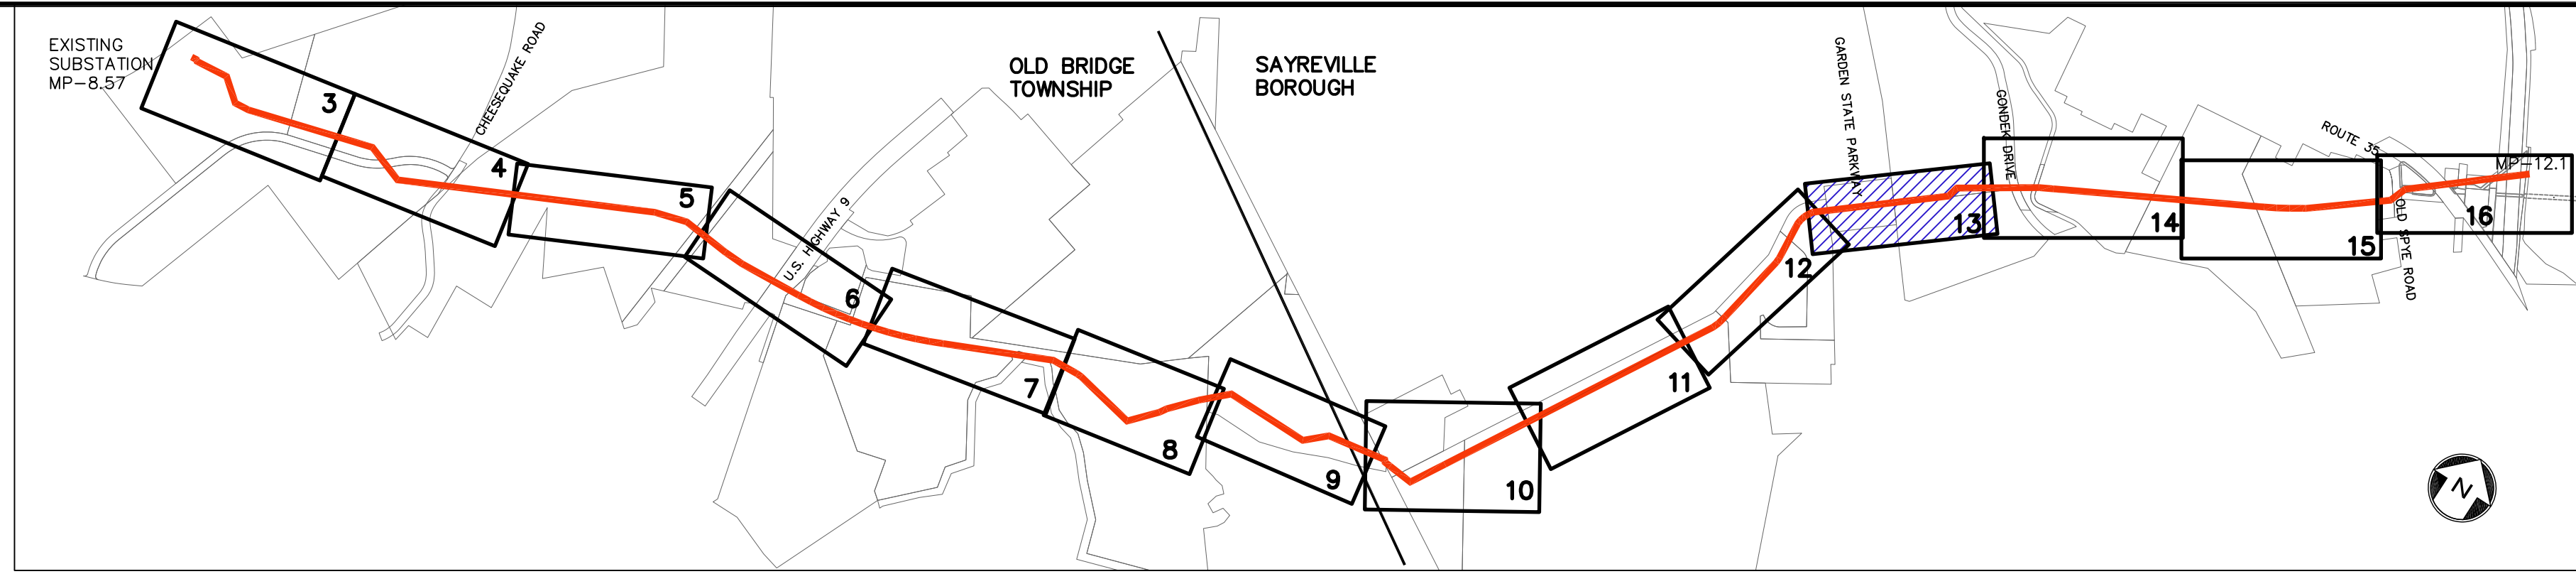 EXISTING
SUBSTATION
MP-8.57
3
CHEESEQUAKE ROAD
4
5
U.S. HIGHWAY 9
6
OLD BRIDGE
TOWNSHIP
SAYREVILLE
BOROUGH
7
8
9
10
11
12
GARDEN STATE PARKWAY
13
GONDEK DRIVE
14
15
ROUTE 35
OLD SPYE ROAD
16
MP-12.1
N